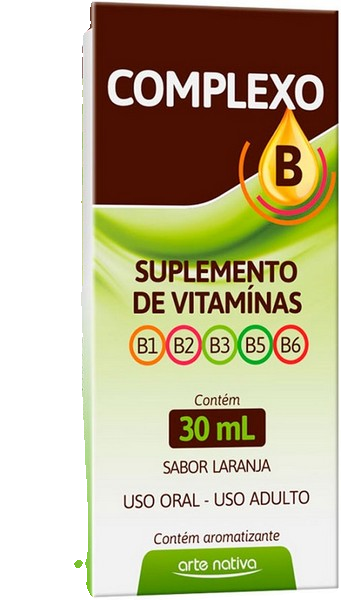 COMPLEXO
B
SUPLEMENTO
DE VITAMÍNAS
B1 B2 B3 B5 B6
Contém
30 mL
SABOR LARANJA
USO ORAL - USO ADULTO
Contém aromatizante
arte nativa